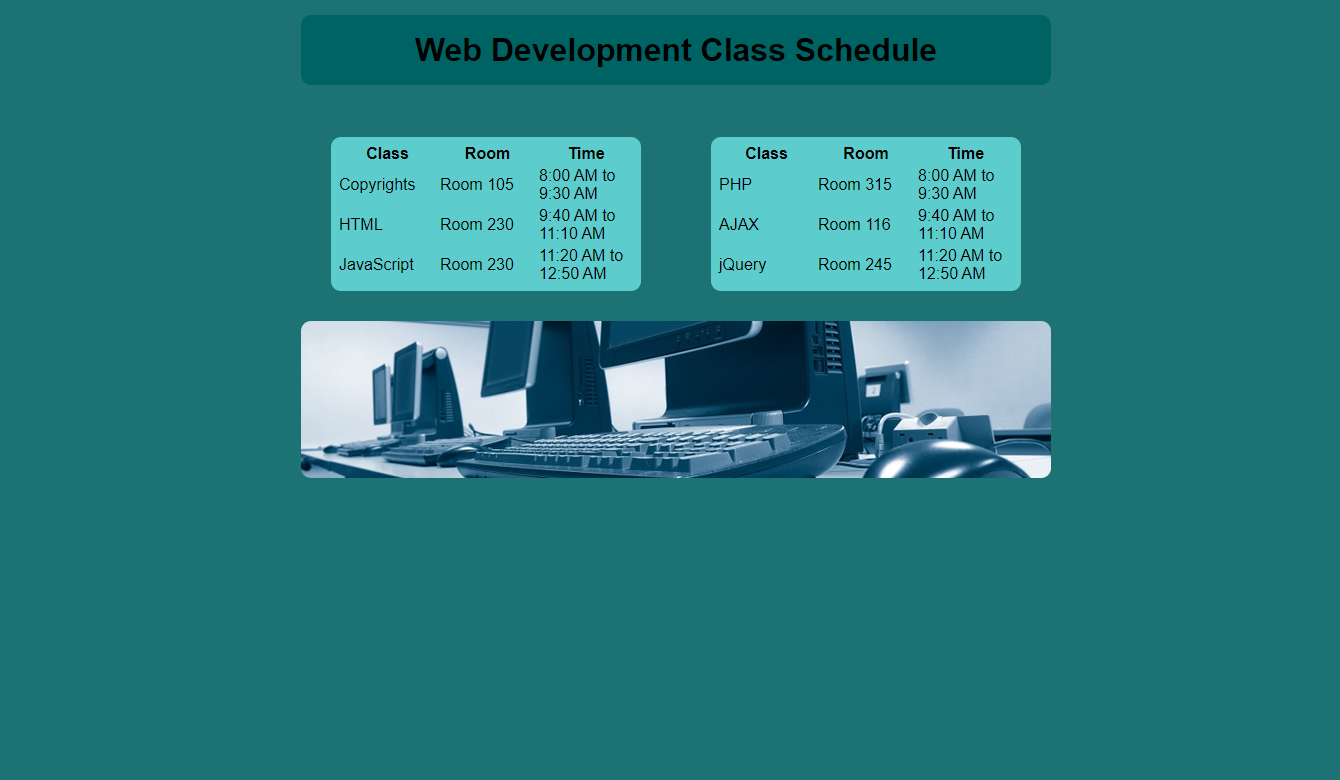 Web Development Class Schedule
Class Room Time
Copyrights Room 105 8:00 AM to
9:30 AM
HTML Room 230 9:40 AM to
11:10 AM
JavaScript Room 230 11:20 AM to
12:50 AM
Class Room Time
PHP Room 315 8:00 AM to
9:30 AM
AJAX Room 116 9:40 AM to
11:10 AM
jQuery Room 245 11:20 AM to
12:50 AM